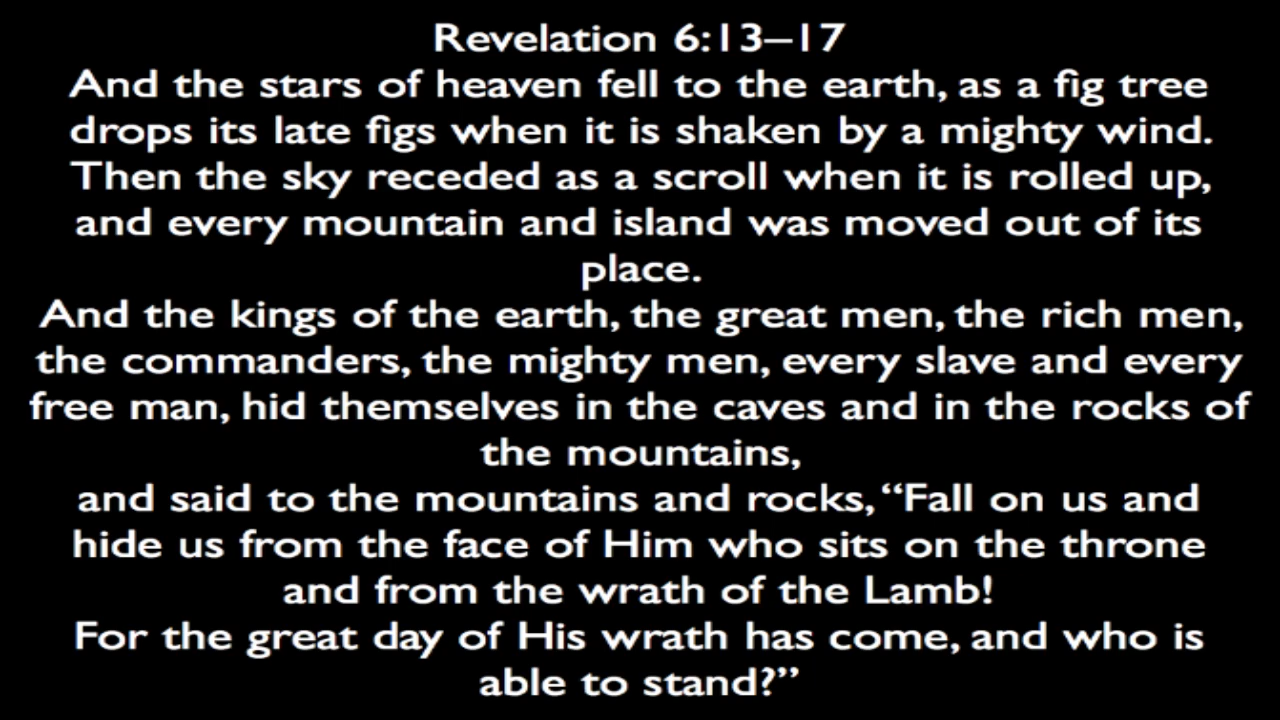 Revelation 6:13–17
And the stars of heaven fell to the earth, as a fig tree
drops its late figs when it is shaken by a mighty wind.
Then the sky receded as a scroll when it is rolled up,
and every mountain and island was moved out of its
place.
And the kings of the earth, the great men, the rich men,
the commanders, the mighty men, every slave and every
free man, hid themselves in the caves and in the rocks of
the mountains,
and said to the mountains and rocks, “Fall on us and
hide us from the face of Him who sits on the throne
and from the wrath of the Lamb!
For the great day of His wrath has come, and who is
able to stand?”